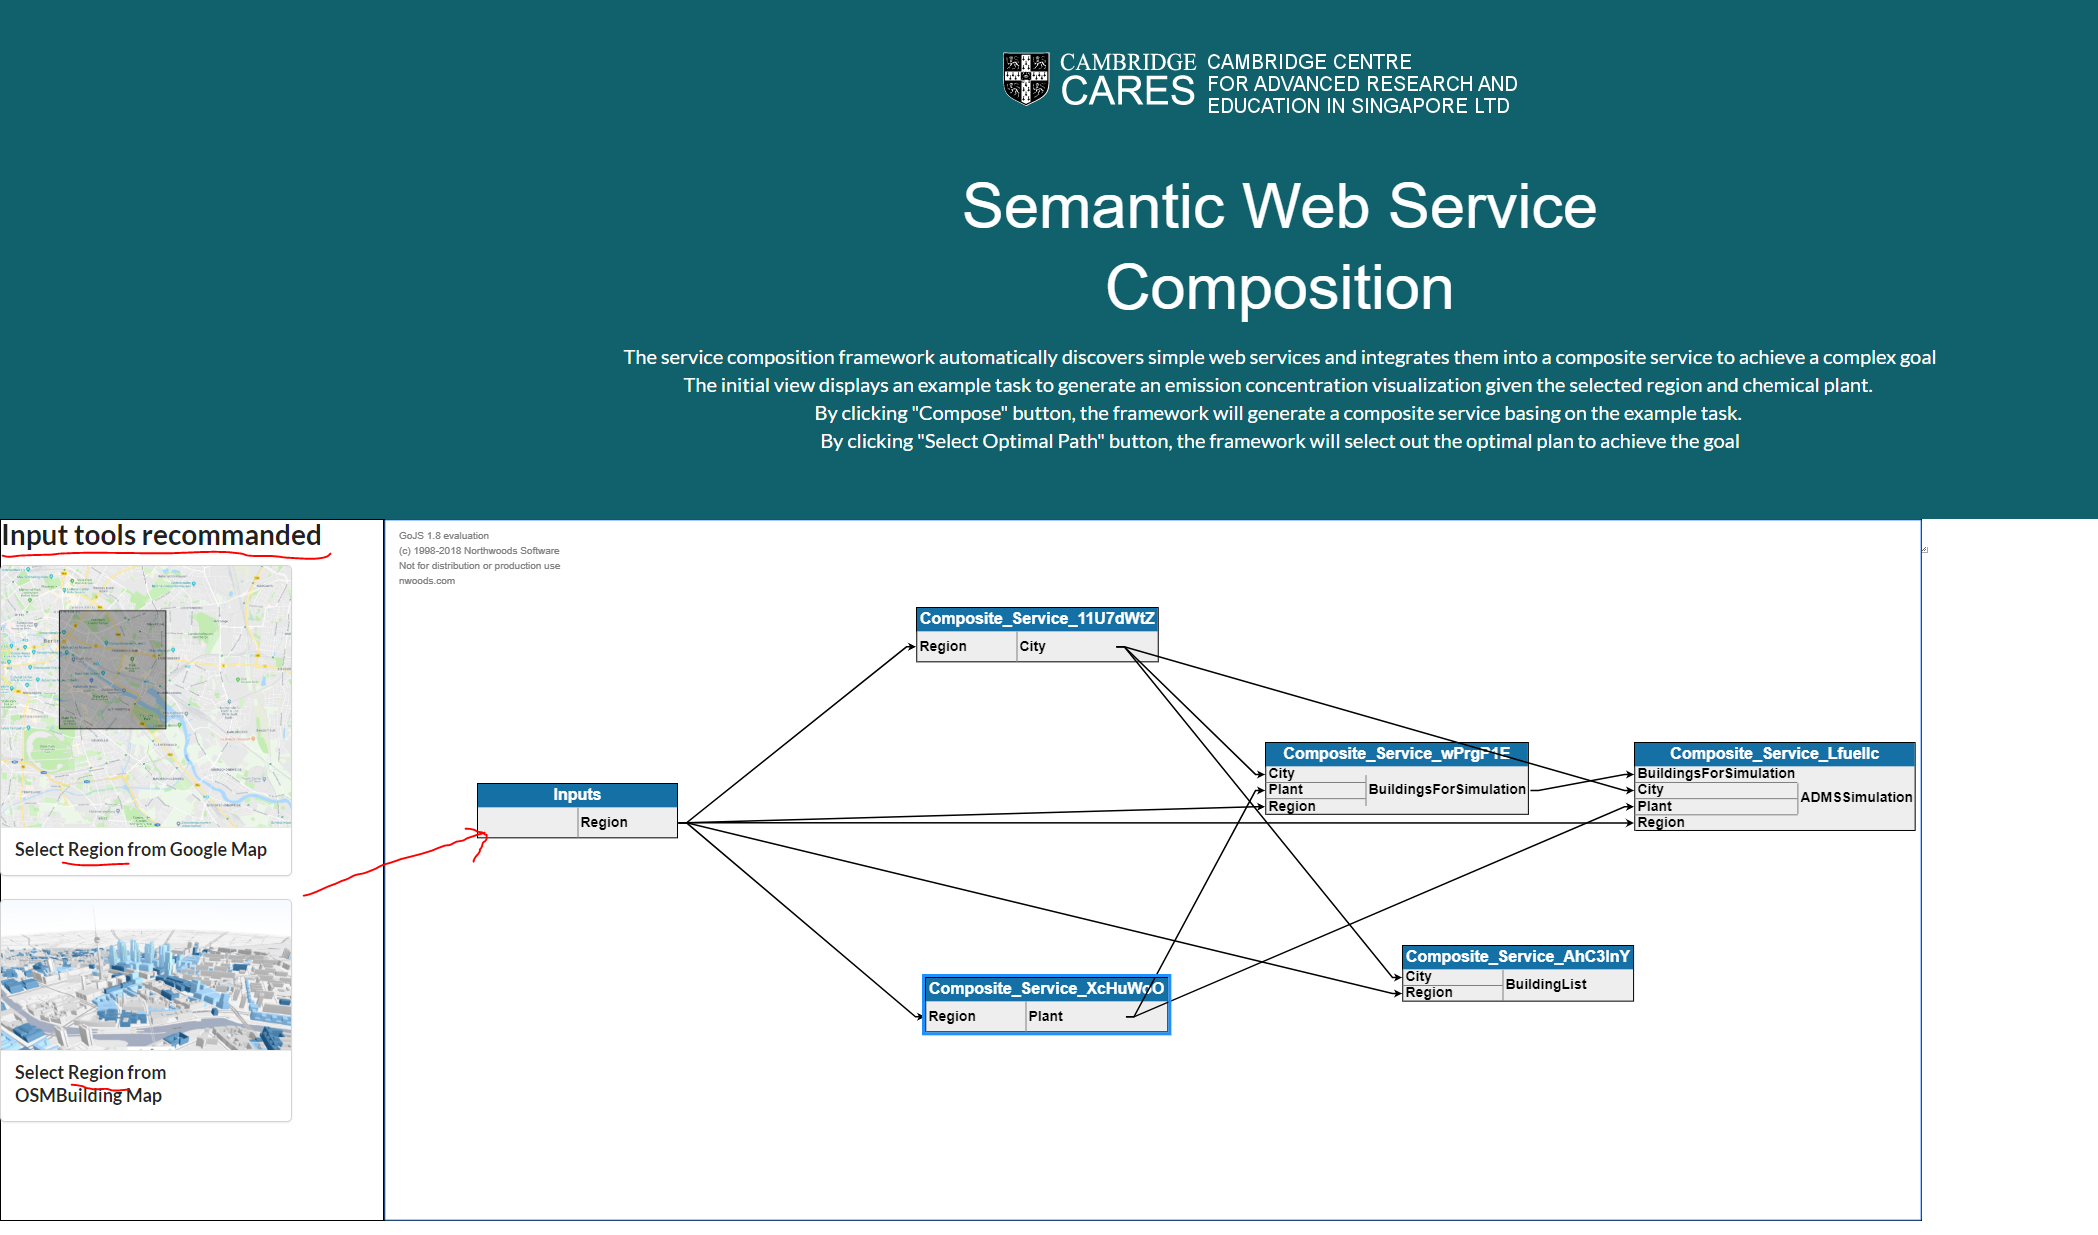 CAMBRIDGE
CARES
CAMBRIDGE CENTRE
FOR ADVANCED RESEARCH AND
EDUCATION IN SINGAPORE LTD
Semantic Web Service
Composition
The service composition framework automatically discovers simple web services and integrates them into a composite service to achieve a complex goal
The initial view displays an example task to generate an emission concentration visualization given the selected region and chemical plant.
By clicking "Compose" button, the framework will generate a composite service basing on the example task.
By clicking "Select Optimal Path" button, the framework will select out the optimal plan to achieve the goal
Input tools recommanded
Select Region from Google Map
Select Region from
OSMBuilding Map
GoJS 1.8 evaluation
(c) 1998-2018 Northwoods Software
Not for distribution or production use
nwoods.com
Composite_Service_11U7dWtZ
Region
City
Inputs
Region
Composite_Service_wPrgP1E
City
Plant
Region
BuildingsForSimulation
Composite_Service_Lfuellc
BuildingsForSimulation
City
Plant
Region
ADMSSimulation
Composite_Service_AhC3lnY
City
Region
BuildingList
Composite_Service_XcHuWoO
Region
Plant